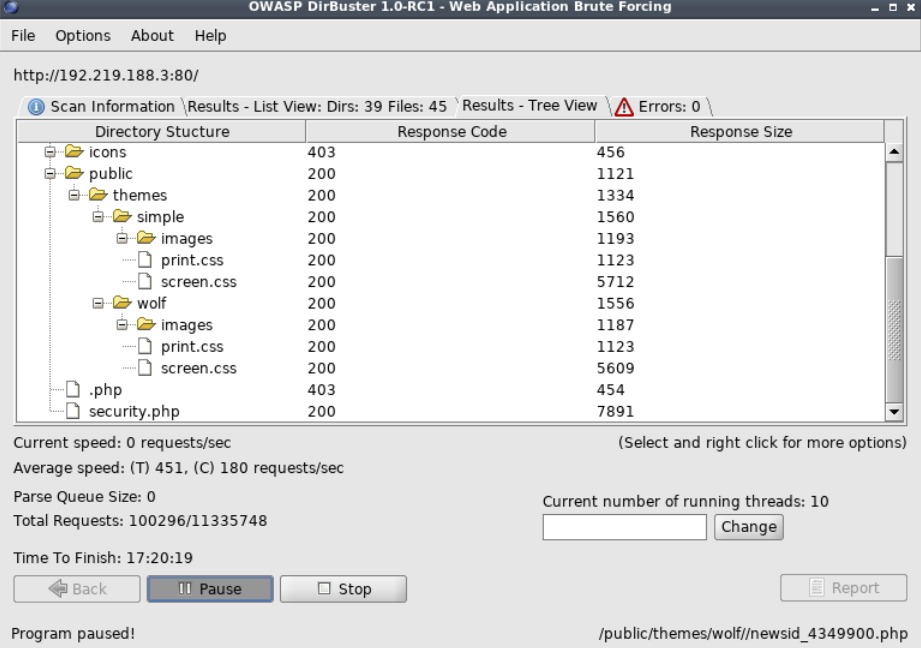 OWASP DirBuster 1.0-RC1 - Web Application Brute Forcing
File Options About Help
http://192.219.188.3:80/
Scan Information Results - List View: Dirs: 39 Files: 45 Results - Tree View Errors: 0
Directory Stucture Response Code Response Size
icons 403 456
public 200 1121
themes 200 1334
simple 200 1560
images 200 1193
print.css 200 1123
screen.css 200 5712
wolf 200 1556
images 200 1187
print.css 200 1123
screen.css 200 5609
.php 403 454
security.php 200 7891
Current speed: 0 requests/sec (Select and right click for more options)
Average speed: (T) 451, (C) 180 requests/sec
Parse Queue Size: 0
Current number of running threads: 10
Total Requests: 100296/11335748
Change
Time To Finish: 17:20:19
Back Pause Stop Report
Program paused! /public/themes/wolf//newsid_4349900.php